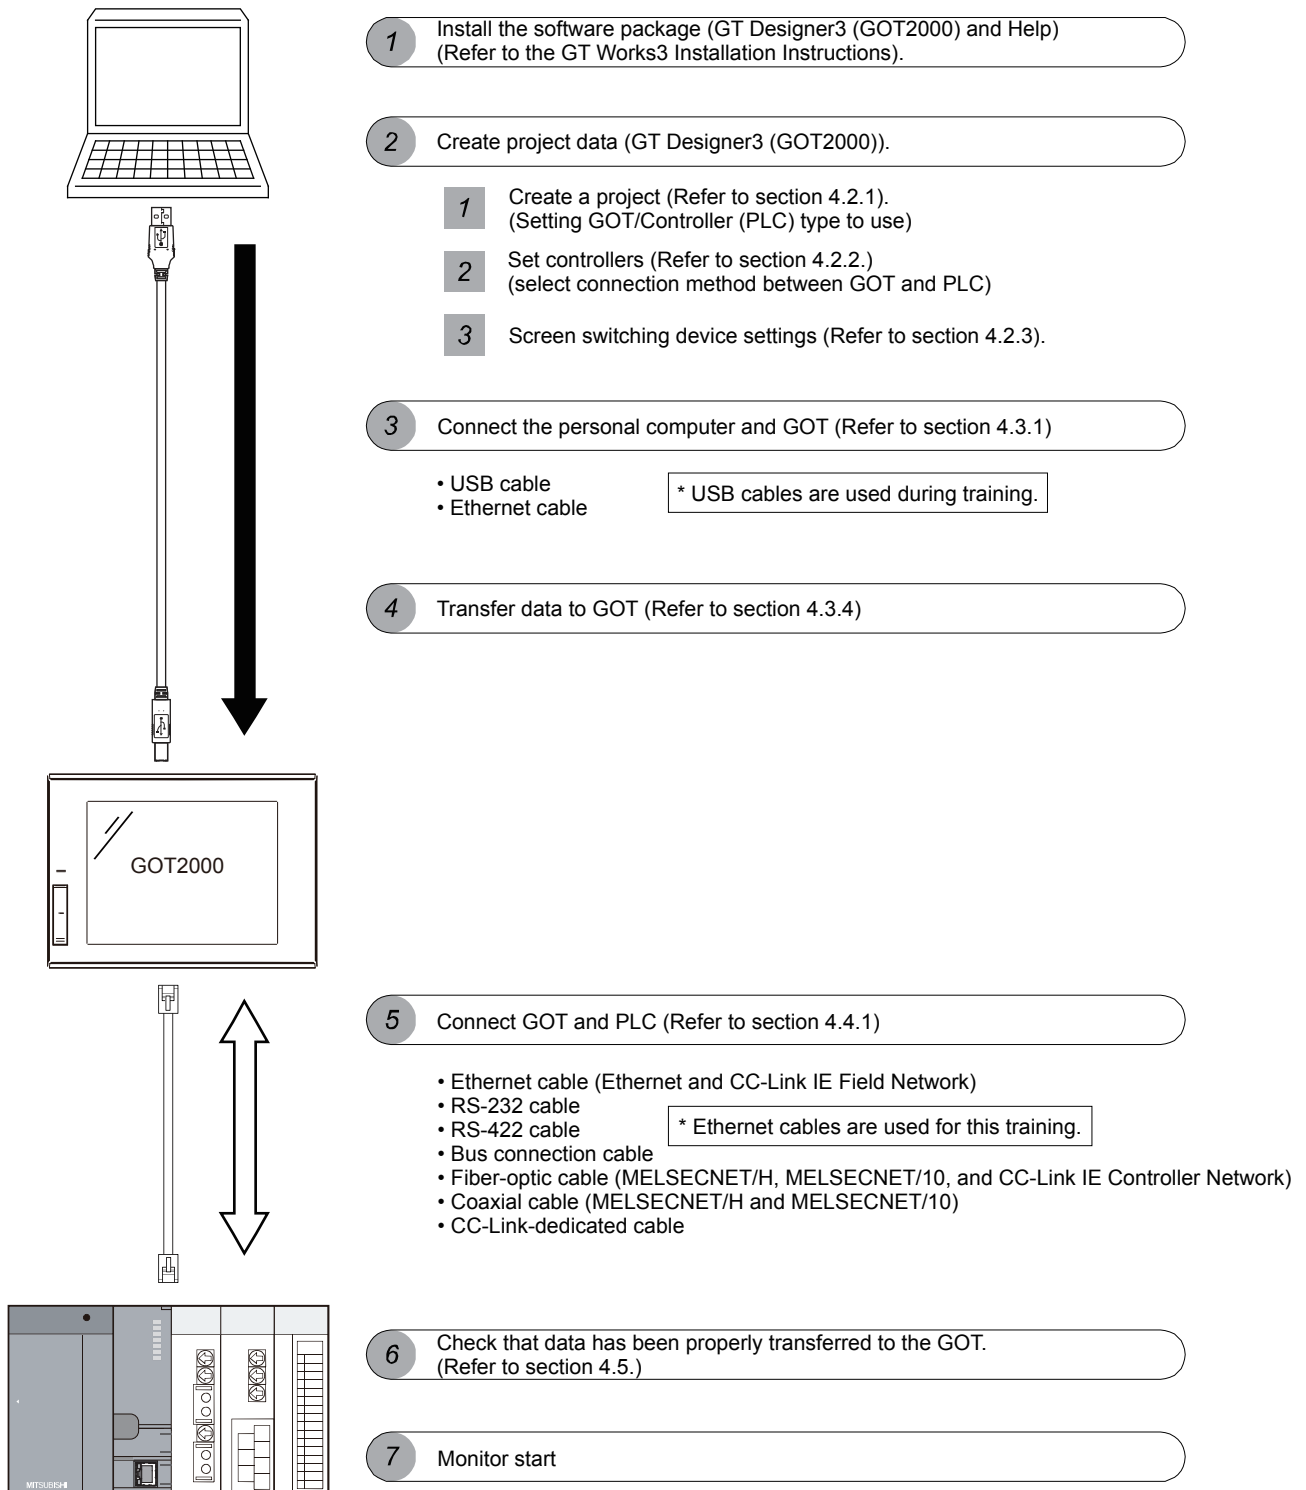 1
Install the software package (GT Designer3 (GOT2000) and Help)
(Refer to the GT Works3 Installation Instructions).
2
Create project data (GT Designer3 (GOT2000)).
1
Create a project (Refer to section 4.2.1).
(Setting GOT/Controller (PLC) type to use)
2
Set controllers (Refer to section 4.2.2.)
(select connection method between GOT and PLC)
3
Screen switching device settings (Refer to section 4.2.3).
3
Connect the personal computer and GOT (Refer to section 4.3.1)
• USB cable
• Ethernet cable
* USB cables are used during training.
4
Transfer data to GOT (Refer to section 4.3.4)
GOT2000
5
Connect GOT and PLC (Refer to section 4.4.1)
• Ethernet cable (Ethernet and CC-Link IE Field Network)
• RS-232 cable
• RS-422 cable
* Ethernet cables are used for this training.
• Bus connection cable
• Fiber-optic cable (MELSECNET/H, MELSECNET/10, and CC-Link IE Controller Network)
• Coaxial cable (MELSECNET/H and MELSECNET/10)
• CC-Link-dedicated cable
6
Check that data has been properly transferred to the GOT.
(Refer to section 4.5.)
7
Monitor start
MITSUBISHI